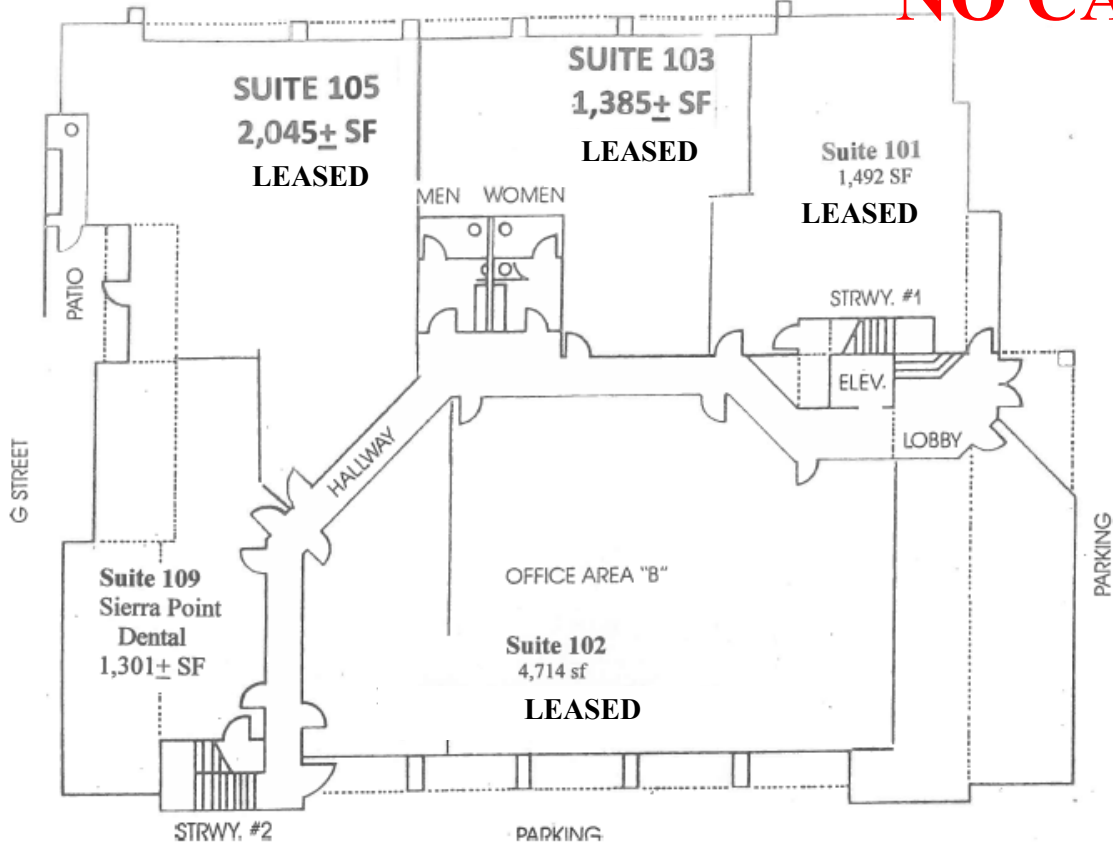 NO CA
SUITE 105
2,045± SF
LEASED
SUITE 103
1,385± SF
LEASED
Suite 101
1,492 SF
LEASED
MEN WOMEN
PATIO
STRWY. #1
ELEV.
LOBBY
HALLWAY
G STREET
PARKING
Suite 109
Sierra Point
Dental
1,301± SF
OFFICE AREA "B"
Suite 102
4,714 sf
LEASED
STRWY. #2
PARKING